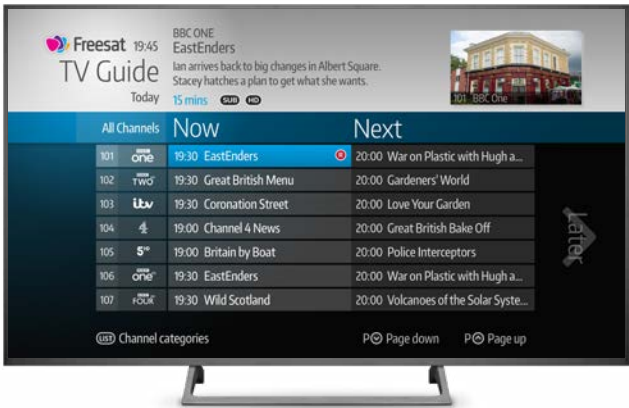 BBC ONE
Freesat 19:45 EastEnders
TV Guide
Ian arrives back to big changes in Albert Square.
Stacey hatches a plan to get what she wants.
Today 15 mins SUB HD
101 BBC One
All Channels Now Next
101 BBC one 19:30 EastEnders R 20:00 War on Plastic with Hugh a...
102 BBC TWO 19:30 Great British Menu 20:00 Gardeners' World
103 itv 19:30 Coronation Street 20:00 Love Your Garden
104 4 19:00 Channel 4 News 20:00 Great British Bake Off
105 5 19:00 Britain by Boat 20:00 Police Interceptors
106 BBC one 19:30 EastEnders 20:00 War on Plastic with Hugh a...
107 BBC FOUR 19:30 Wild Scotland 20:00 Volcanoes of the Solar Syste...
Later
LIST Channel categories P Page down P Page up